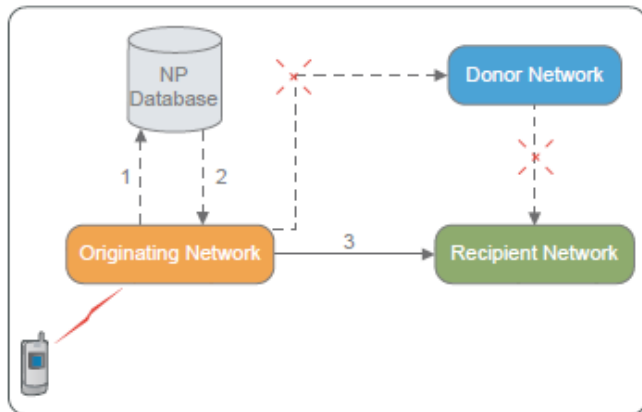 NP
Database
Donor Network
1
2
Originating Network
3
Recipient Network